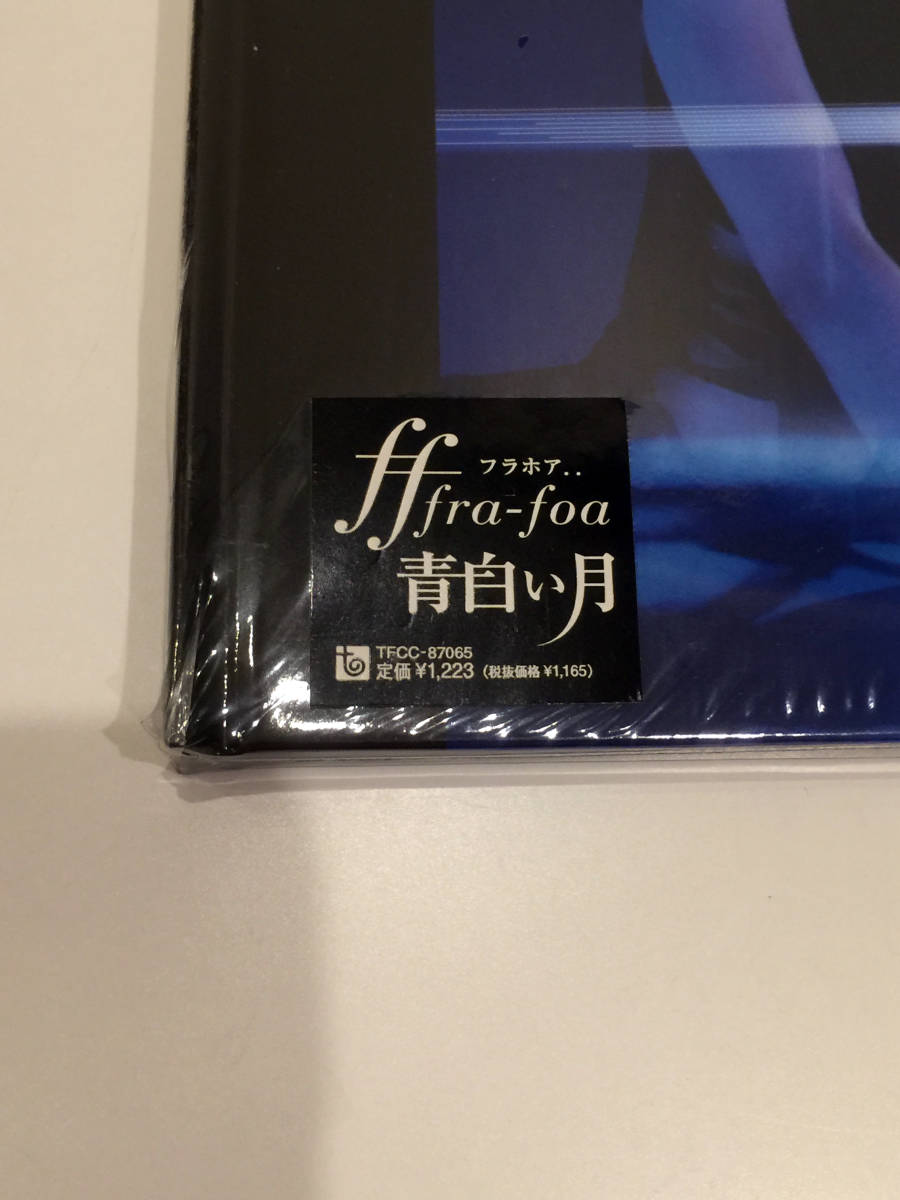 ff
フラホア..
fra-foa
青白い月
TFCC-87065
定価 ¥1,223 (税抜価格 ¥1,165)